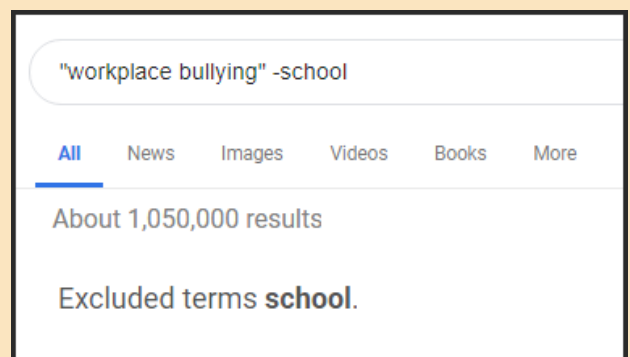 "workplace bullying" -school
All News Images Videos Books More
About 1,050,000 results
Excluded terms school.